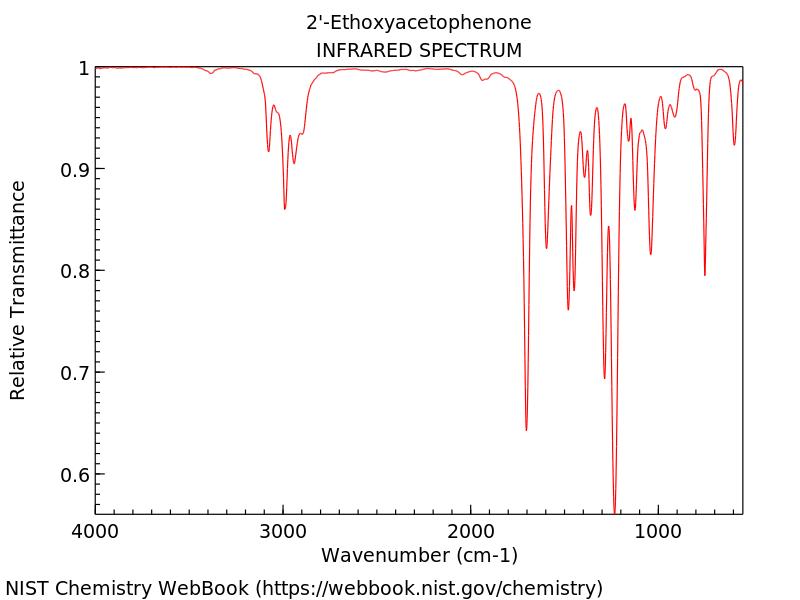 2'-Ethoxyacetophenone
INFRARED SPECTRUM
1
0.9
0.8
0.7
0.6
Relative Transmittance
4000 3000 2000 1000
Wavenumber (cm-1)
NIST Chemistry WebBook (https://webbook.nist.gov/chemistry)